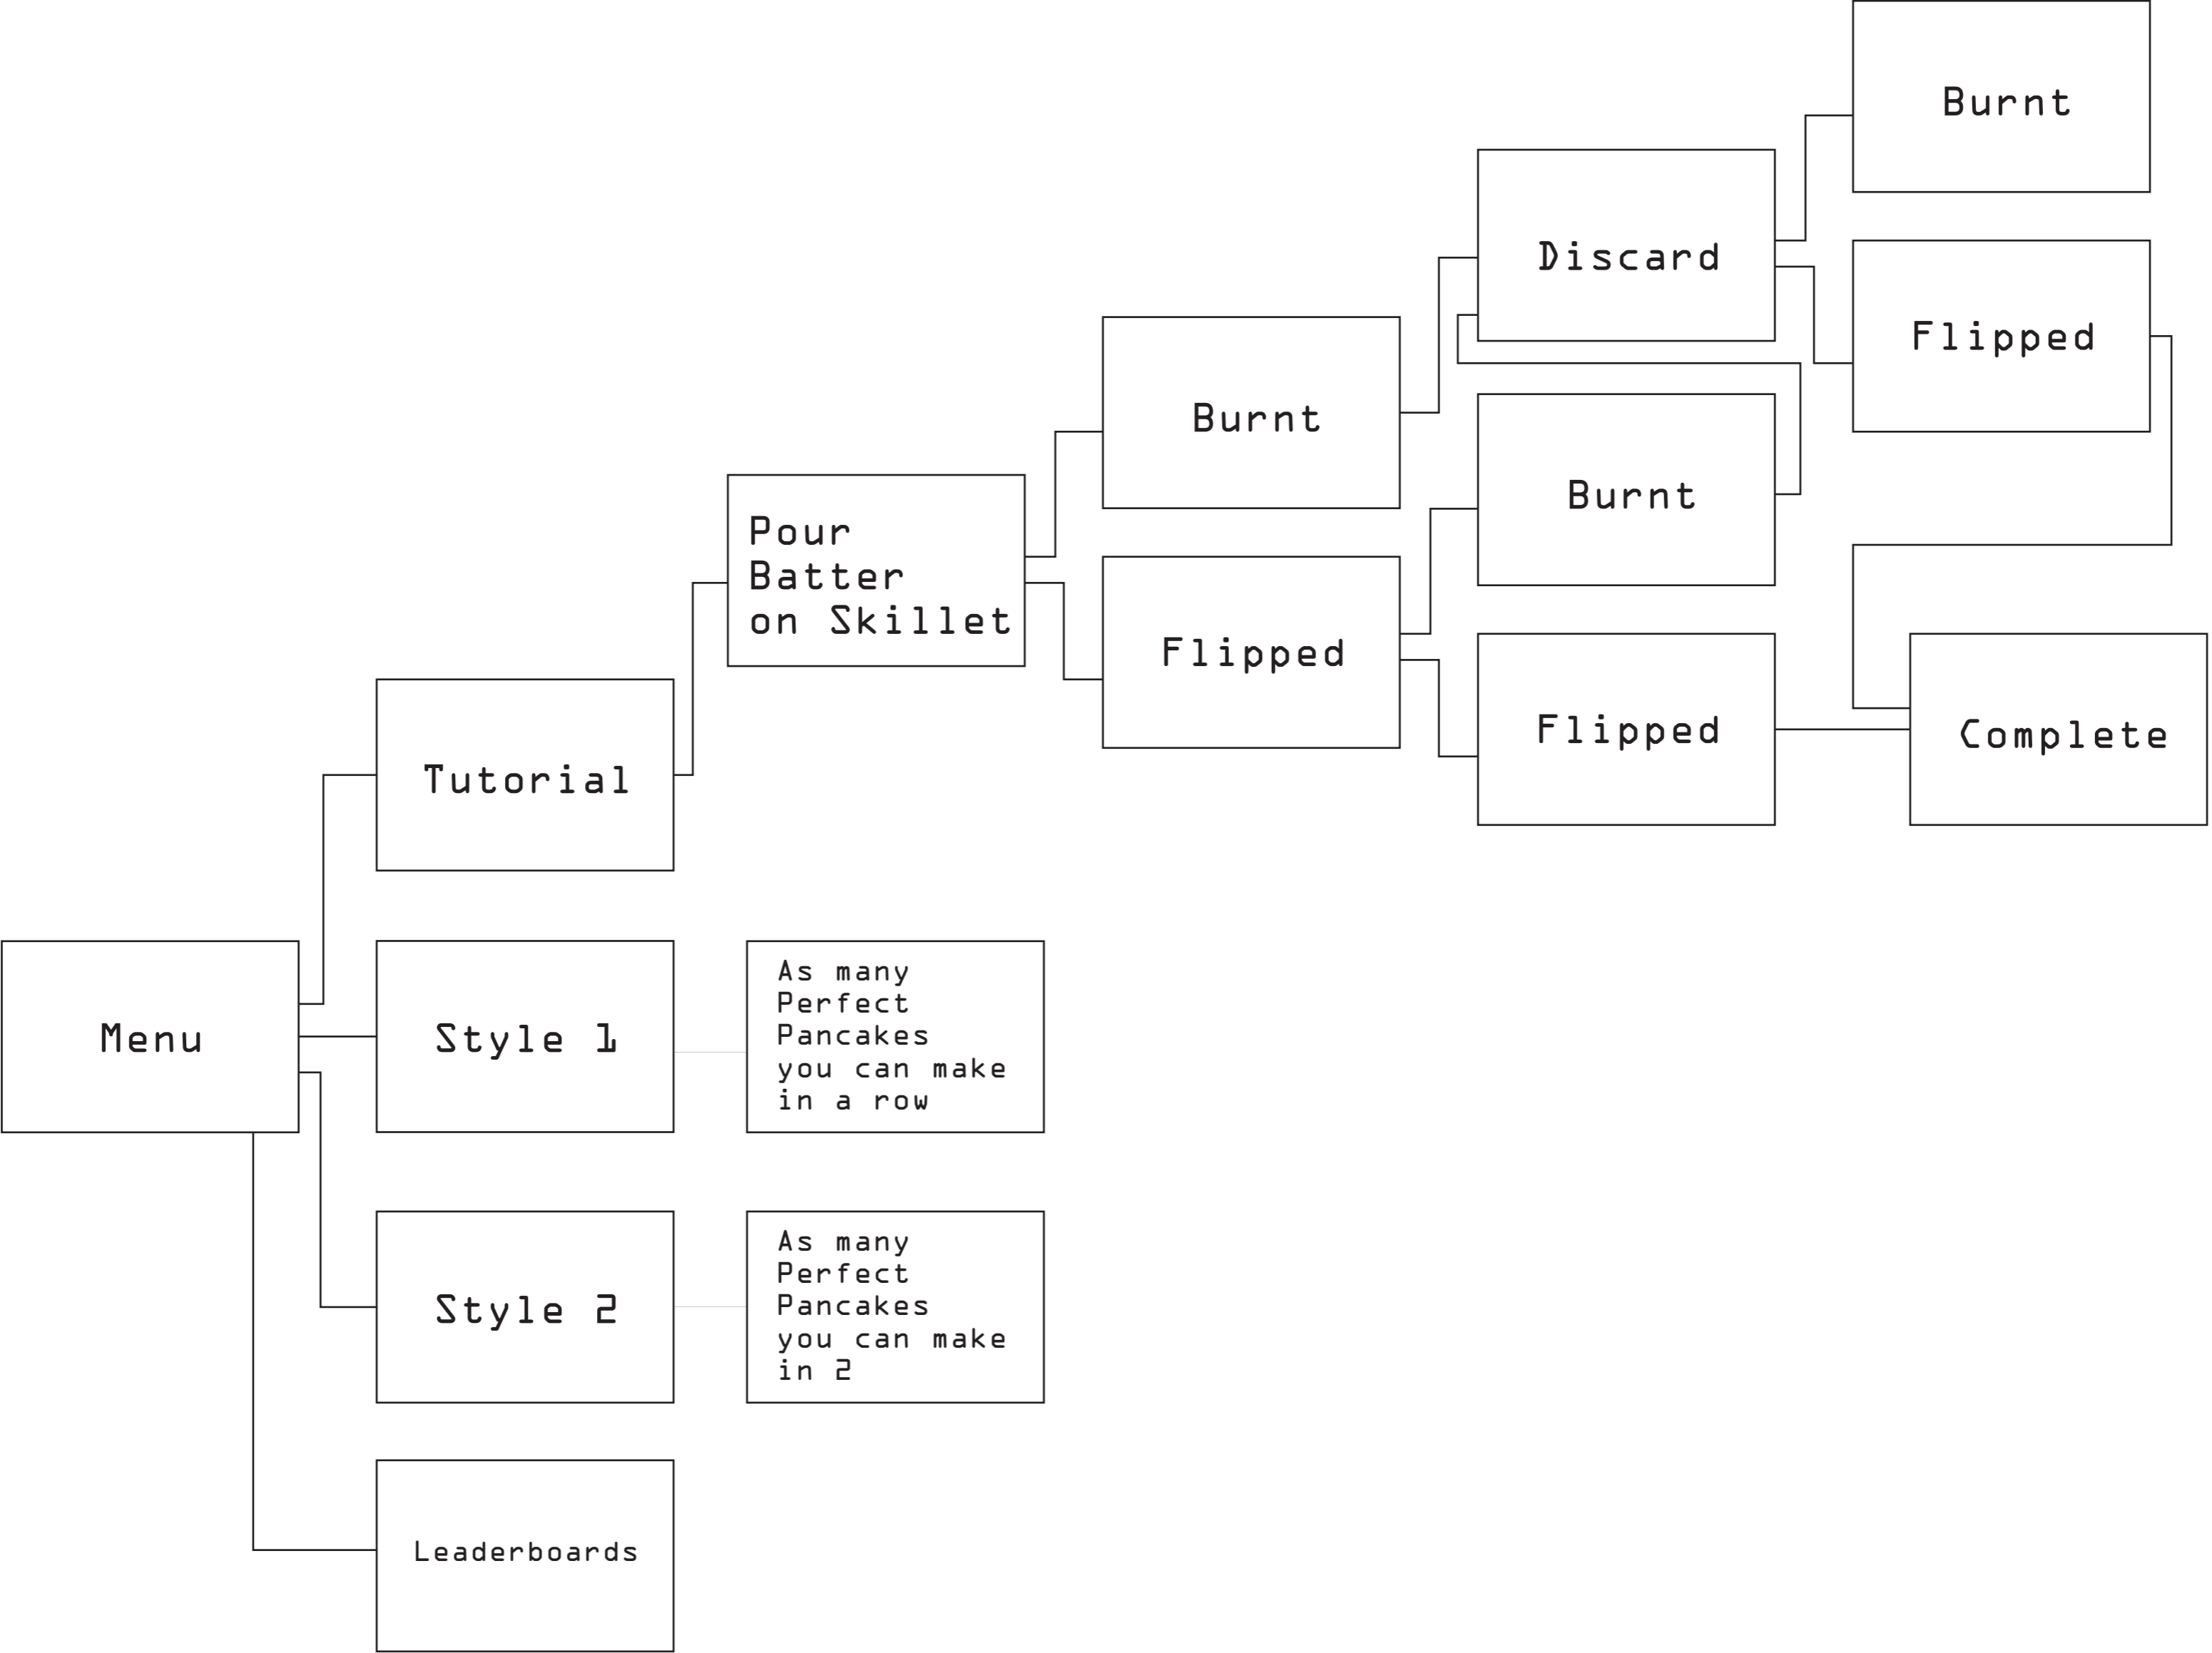 Burnt
Discard
Flipped
Burnt
Burnt
Pour
Batter
on Skillet
Flipped
Flipped
Complete
Tutorial
Menu
Style 1
As many
Perfect
Pancakes
you can make
in a row
Style 2
As many
Perfect
Pancakes
you can make
in 2
Leaderboards